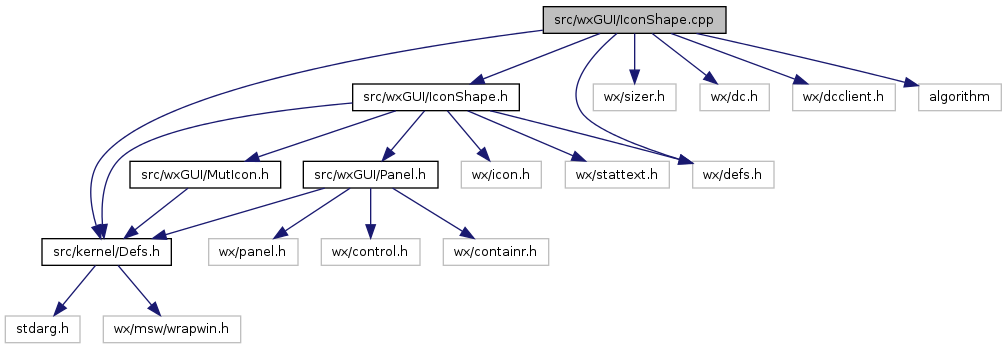 src/wxGUI/IconShape.cpp
src/wxGUI/IconShape.h
wx/sizer.h
wx/dc.h
wx/dcclient.h
algorithm
src/wxGUI/MutIcon.h
src/wxGUI/Panel.h
wx/icon.h
wx/stattext.h
wx/defs.h
src/kernel/Defs.h
wx/panel.h
wx/control.h
wx/containr.h
stdarg.h
wx/msw/wrapwin.h